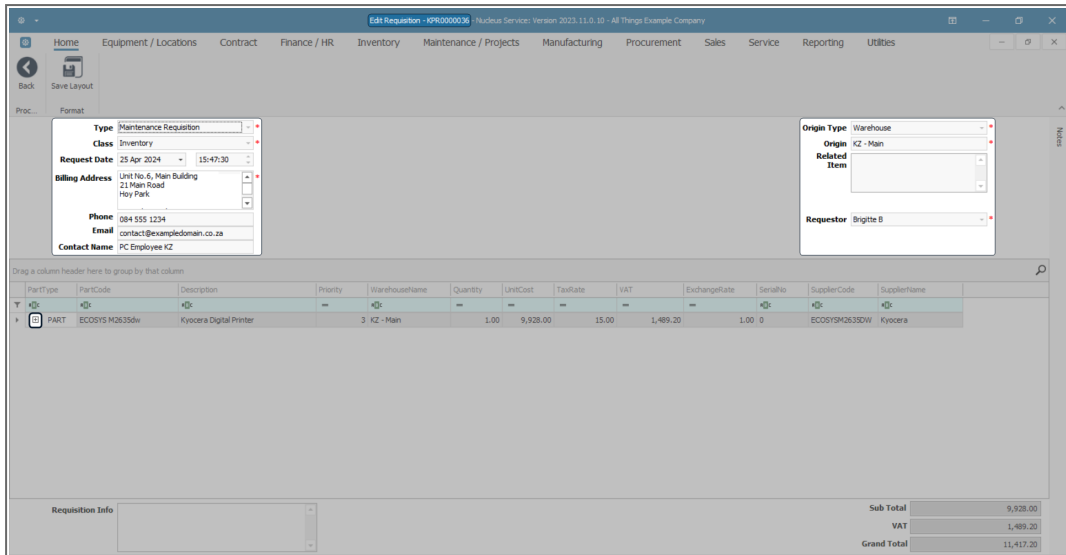 Edit Requisition - KPR0000036 - Nucleus Service: Version 2023.11.0.10 - All Things Example Company
Home Equipment / Locations Contract Finance / HR Inventory Maintenance / Projects Manufacturing Procurement Sales Service Reporting Utilities
Back Save Layout
Proc... Format
Notes
Type Maintenance Requisition *
Class Inventory *
Request Date 25 Apr 2024 15:47:30
Billing Address Unit No.6, Main Building *
21 Main Road
Hoy Park
Phone 084 555 1234
Email contact@exampledomain.co.za
Contact Name PC Employee KZ
Origin Type Warehouse *
Origin KZ - Main *
Related
Item
Requestor Brigitte B *
Drag a column header here to group by that column
PartType PartCode Description Priority WarehouseName Quantity UnitCost TaxRate VAT ExchangeRate SerialNo SupplierCode SupplierName
PART ECOSYS M2635dw Kyocera Digital Printer 3 KZ - Main 1.00 9,928.00 15.00 1,489.20 1.00 0 ECOSYSM2635DW Kyocera
Requisition Info
Sub Total 9,928.00
VAT 1,489.20
Grand Total 11,417.20